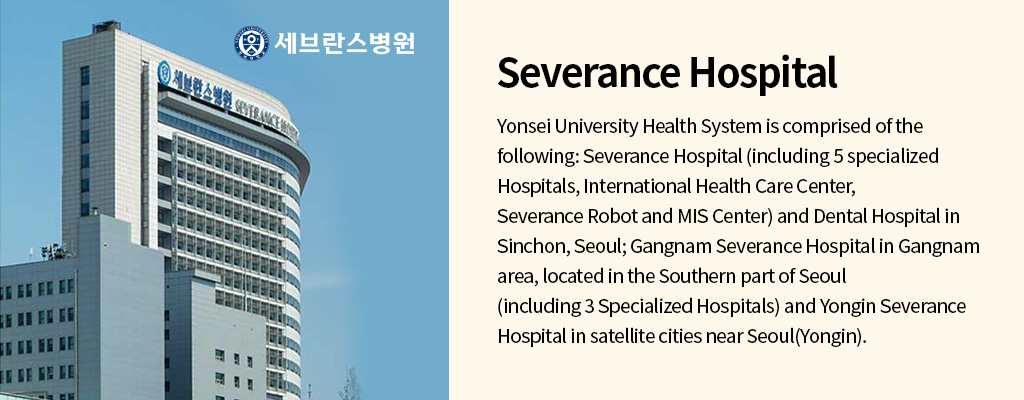 세브란스병원
세브란스병원 SEVERANCE HOSPITAL
Severance Hospital
Yonsei University Health System is comprised of the
following: Severance Hospital (including 5 specialized
Hospitals, International Health Care Center,
Severance Robot and MIS Center) and Dental Hospital in
Sinchon, Seoul; Gangnam Severance Hospital in Gangnam
area, located in the Southern part of Seoul
(including 3 Specialized Hospitals) and Yongin Severance
Hospital in satellite cities near Seoul(Yongin).